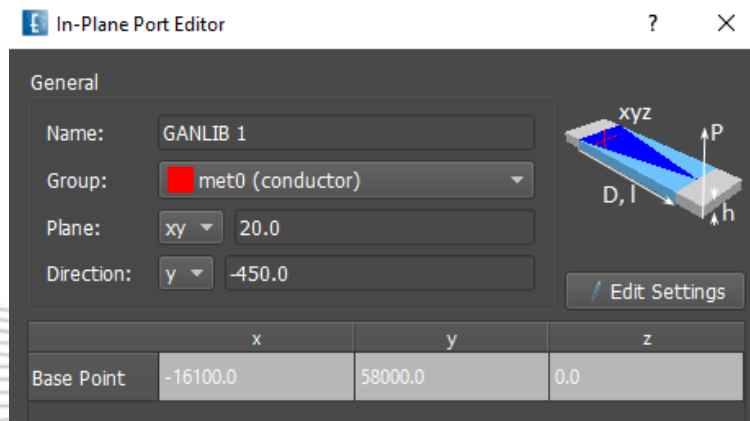 In-Plane Port Editor ? ×
General
Name: GANLIB 1
Group: met0 (conductor)
Plane: xy 20.0
Direction: y -450.0
xyz
P
D, l
h
Edit Settings
x y z
Base Point -16100.0 58000.0 0.0